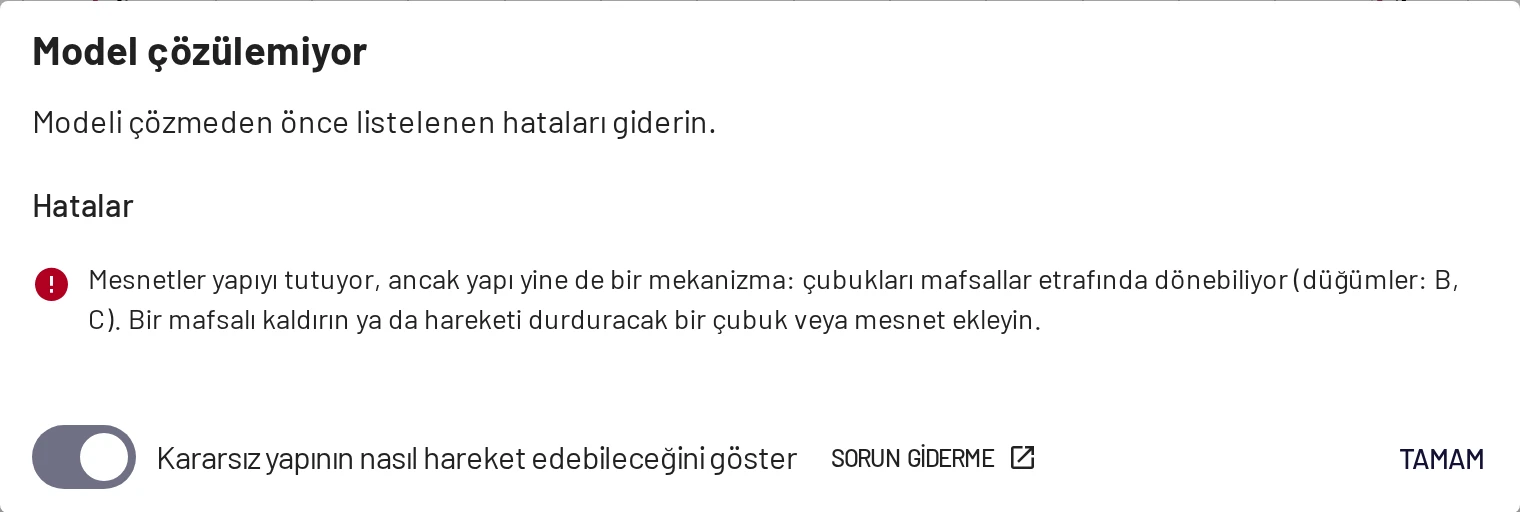 Model çözülemiyor
Modeli çözmeden önce listelenen hataları giderin.
Hatalar
Mesnetler yapıyı tutuyor, ancak yapı yine de bir mekanizma: çubukları mafsallar etrafında dönebiliyor (düğümler: B,
C). Bir mafsalı kaldırın ya da hareketi durduracak bir çubuk veya mesnet ekleyin.
Kararsız yapının nasıl hareket edebileceğini göster SORUN GİDERME TAMAM